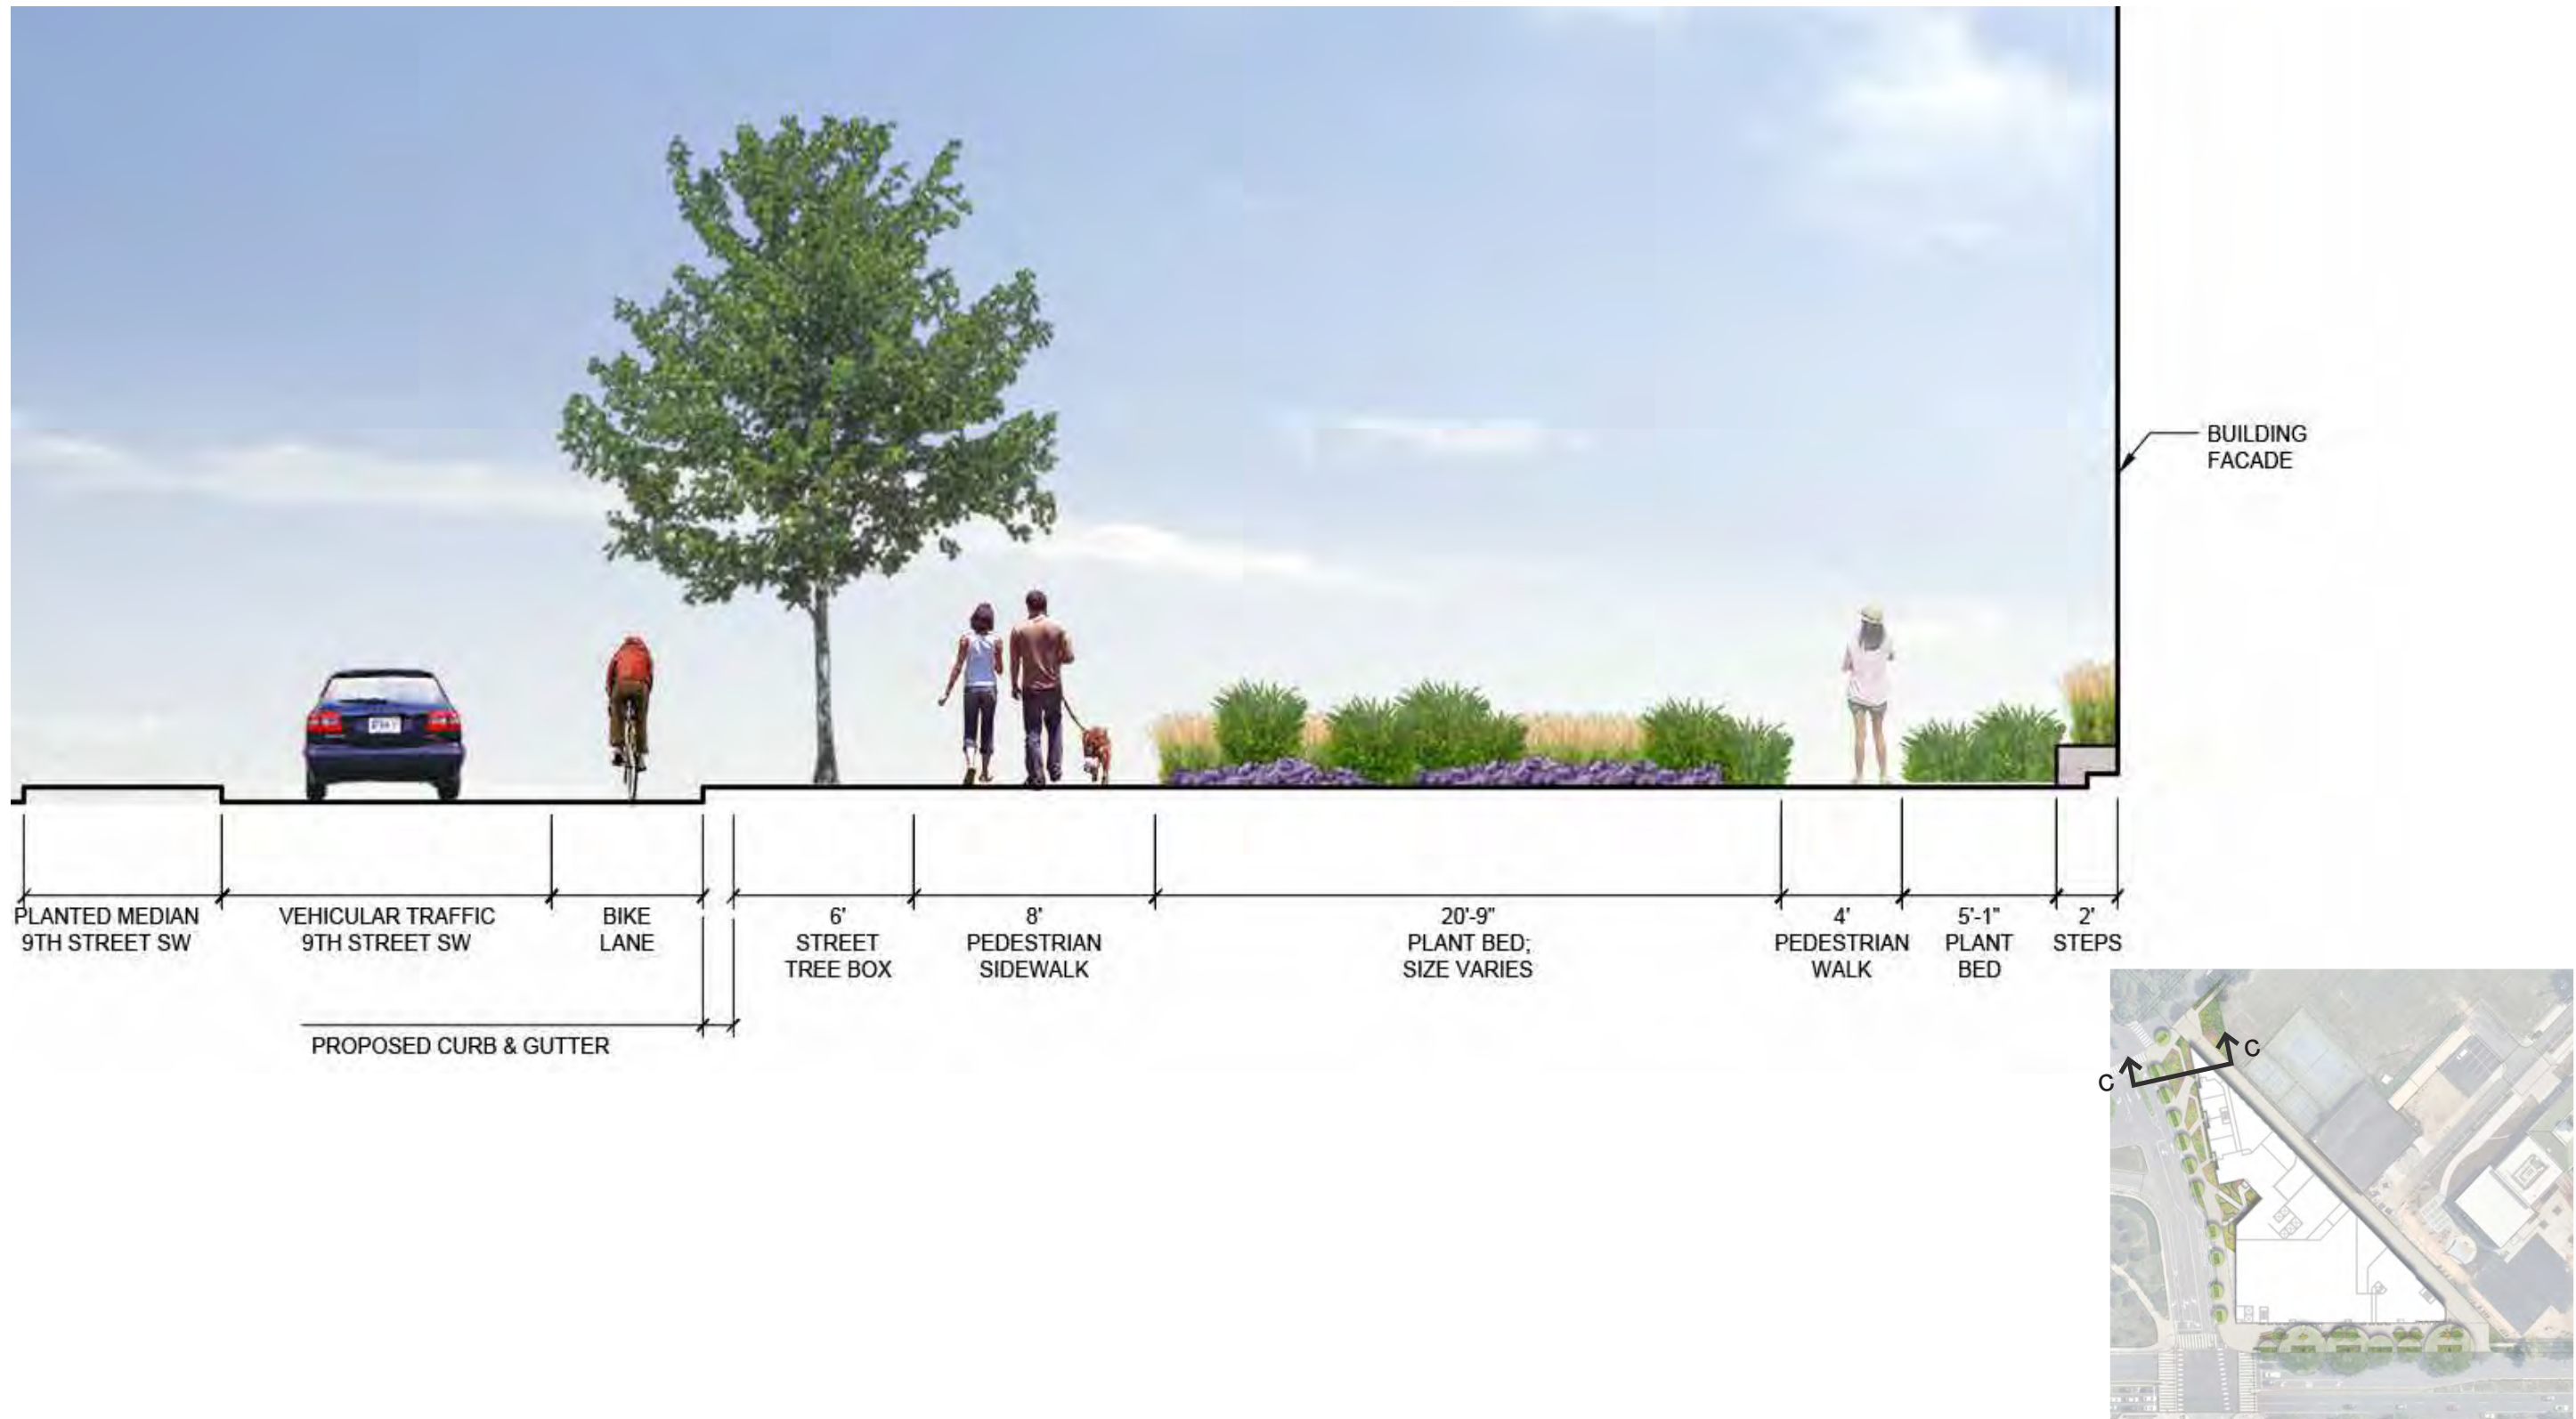 BUILDING
FACADE
PLANTED MEDIAN
9TH STREET SW
VEHICULAR TRAFFIC
9TH STREET SW
BIKE
LANE
6'
STREET
TREE BOX
8'
PEDESTRIAN
SIDEWALK
20'-9"
PLANT BED;
SIZE VARIES
4'
PEDESTRIAN
WALK
5'-1"
PLANT
BED
2'
STEPS
PROPOSED CURB & GUTTER
C
C